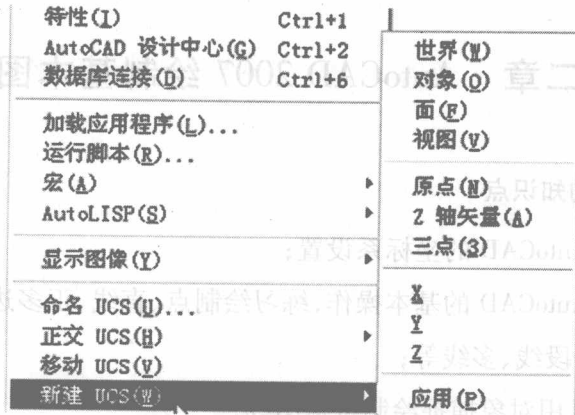 特性(I) Ctrl+1
AutoCAD 设计中心(G) Ctrl+2
数据库连接(D) Ctrl+6
加载应用程序(L)...
运行脚本(R)...
宏(A)
AutoLISP(S)
显示图像(Y)
命名 UCS(U)...
正交 UCS(H)
移动 UCS(V)
新建 UCS(W)
世界(W)
对象(O)
面(F)
视图(V)
原点(N)
Z 轴矢量(A)
三点(3)
X
Y
Z
应用(P)